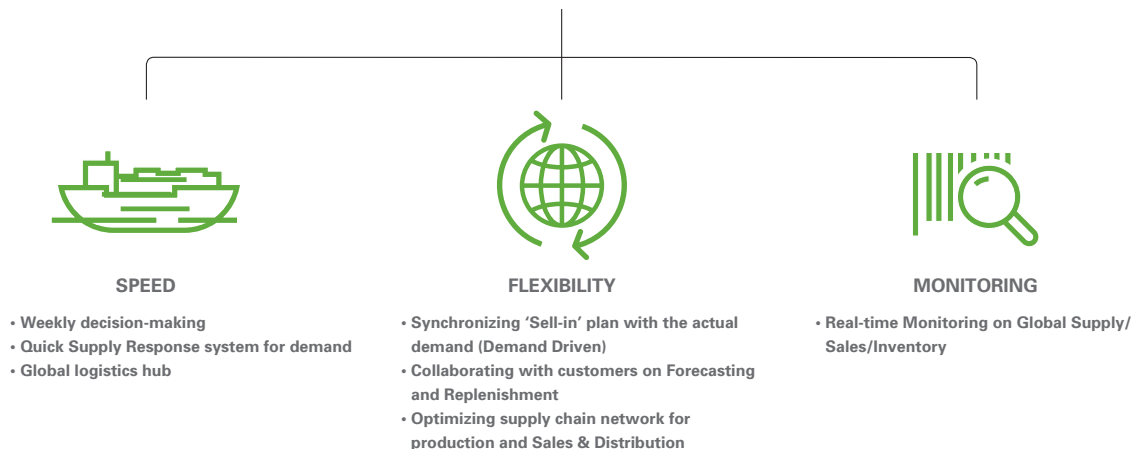 SPEED
• Weekly decision-making
• Quick Supply Response system for demand
• Global logistics hub
FLEXIBILITY
• Synchronizing ‘Sell-in’ plan with the actual
demand (Demand Driven)
• Collaborating with customers on Forecasting
and Replenishment
• Optimizing supply chain network for
production and Sales & Distribution
MONITORING
• Real-time Monitoring on Global Supply/
Sales/Inventory